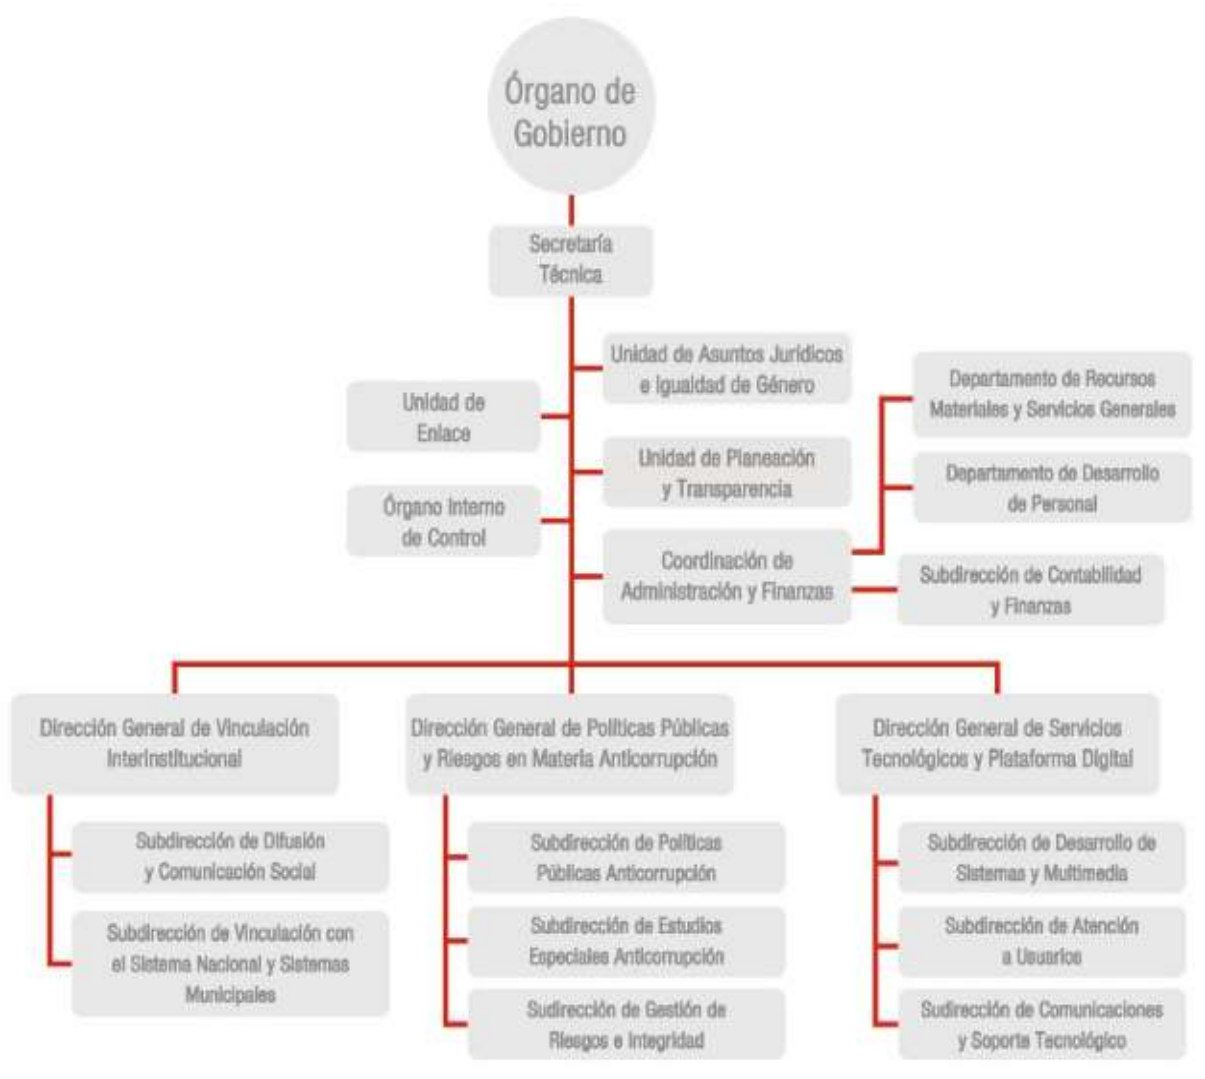 Órgano de
Gobierno
Secretaría
Técnica
Unidad de Asuntos Jurídicos
e Igualdad de Género
Unidad de
Enlace
Unidad de Planeación
y Transparencia
Órgano Interno
de Control
Coordinación de
Administración y Finanzas
Departamento de Recursos
Materiales y Servicios Generales
Departamento de Desarrollo
de Personal
Subdirección de Contabilidad
y Finanzas
Dirección General de Vinculación
Interinstitucional
Subdirección de Difusión
y Comunicación Social
Subdirección de Vinculación con
el Sistema Nacional y Sistemas
Municipales
Dirección General de Políticas Públicas
y Riesgos en Materia Anticorrupción
Subdirección de Políticas
Públicas Anticorrupción
Subdirección de Estudios
Especiales Anticorrupción
Sudirección de Gestión de
Riesgos e Integridad
Dirección General de Servicios
Tecnológicos y Plataforma Digital
Subdirección de Desarrollo de
Sistemas y Multimedia
Subdirección de Atención
a Usuarios
Sudirección de Comunicaciones
y Soporte Tecnológico